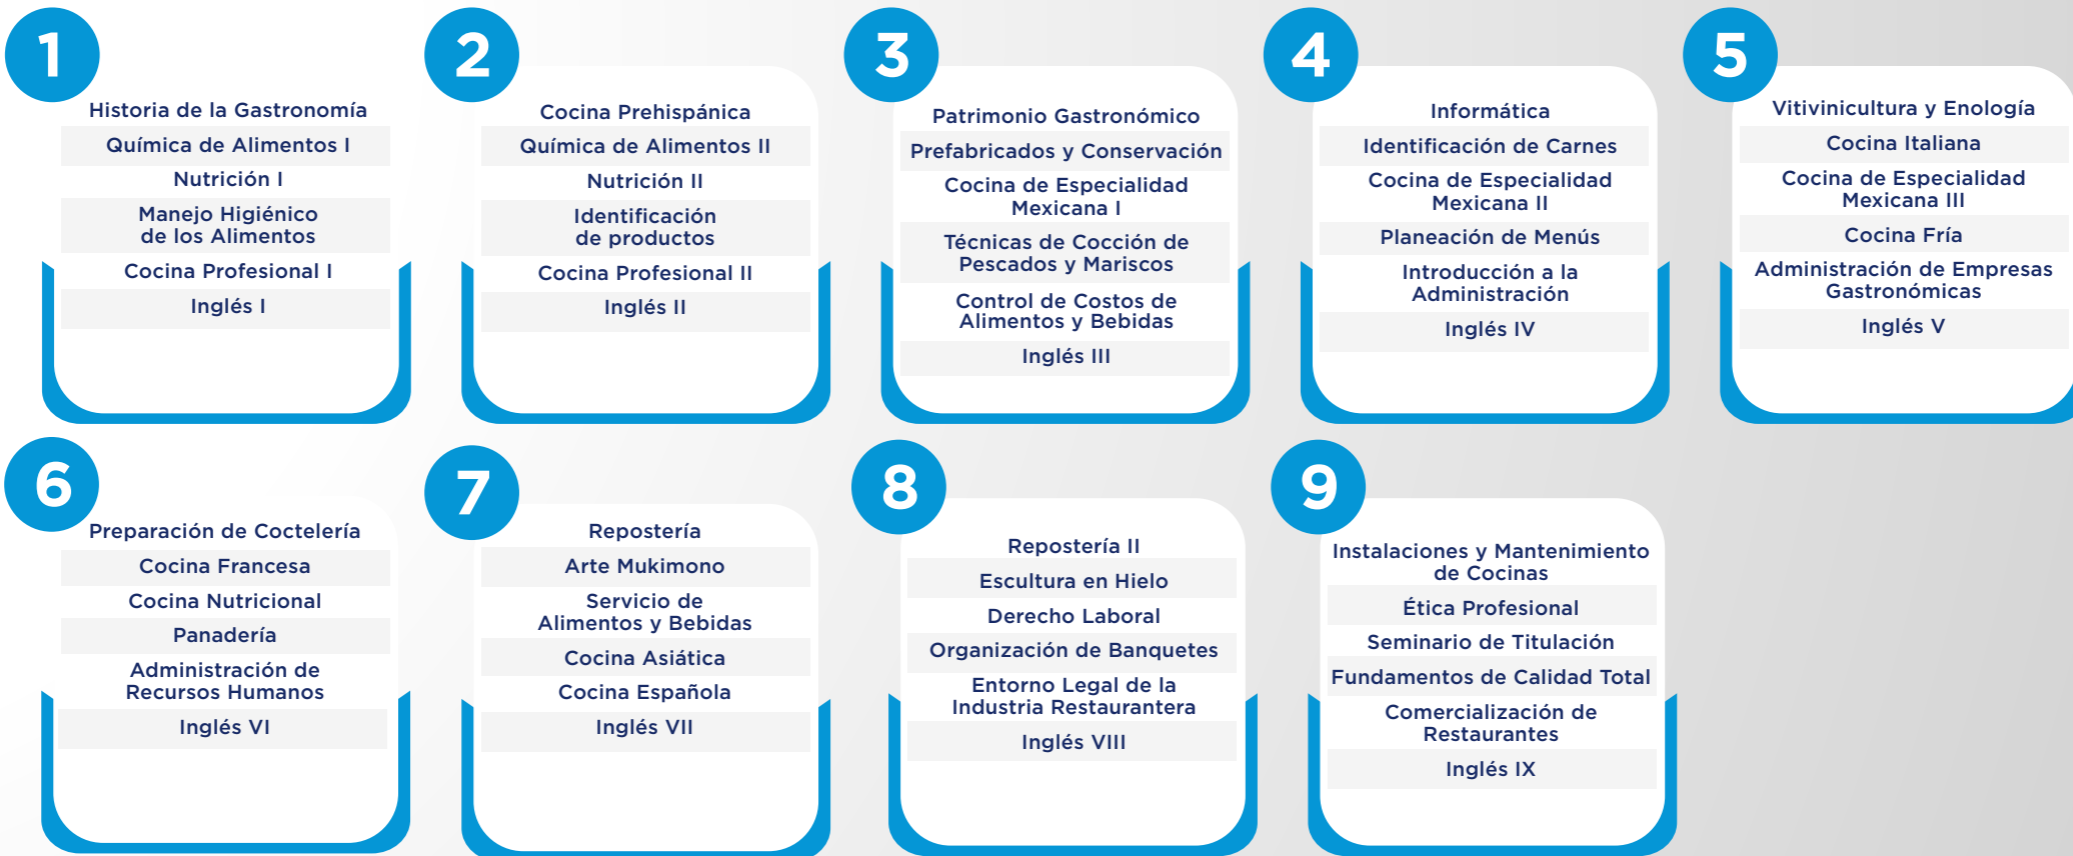 1
Historia de la Gastronomía
Química de Alimentos I
Nutrición I
Manejo Higiénico
de los Alimentos
Cocina Profesional I
Inglés I
2
Cocina Prehispánica
Química de Alimentos II
Nutrición II
Identificación
de productos
Cocina Profesional II
Inglés II
3
Patrimonio Gastronómico
Prefabricados y Conservación
Cocina de Especialidad
Mexicana I
Técnicas de Cocción de
Pescados y Mariscos
Control de Costos de
Alimentos y Bebidas
Inglés III
4
Informática
Identificación de Carnes
Cocina de Especialidad
Mexicana II
Planeación de Menús
Introducción a la
Administración
Inglés IV
5
Vitivinicultura y Enología
Cocina Italiana
Cocina de Especialidad
Mexicana III
Cocina Fría
Administración de Empresas
Gastronómicas
Inglés V
6
Preparación de Coctelería
Cocina Francesa
Cocina Nutricional
Panadería
Administración de
Recursos Humanos
Inglés VI
7
Repostería
Arte Mukimono
Servicio de
Alimentos y Bebidas
Cocina Asiática
Cocina Española
Inglés VII
8
Repostería II
Escultura en Hielo
Derecho Laboral
Organización de Banquetes
Entorno Legal de la
Industria Restaurantera
Inglés VIII
9
Instalaciones y Mantenimiento
de Cocinas
Ética Profesional
Seminario de Titulación
Fundamentos de Calidad Total
Comercialización de
Restaurantes
Inglés IX